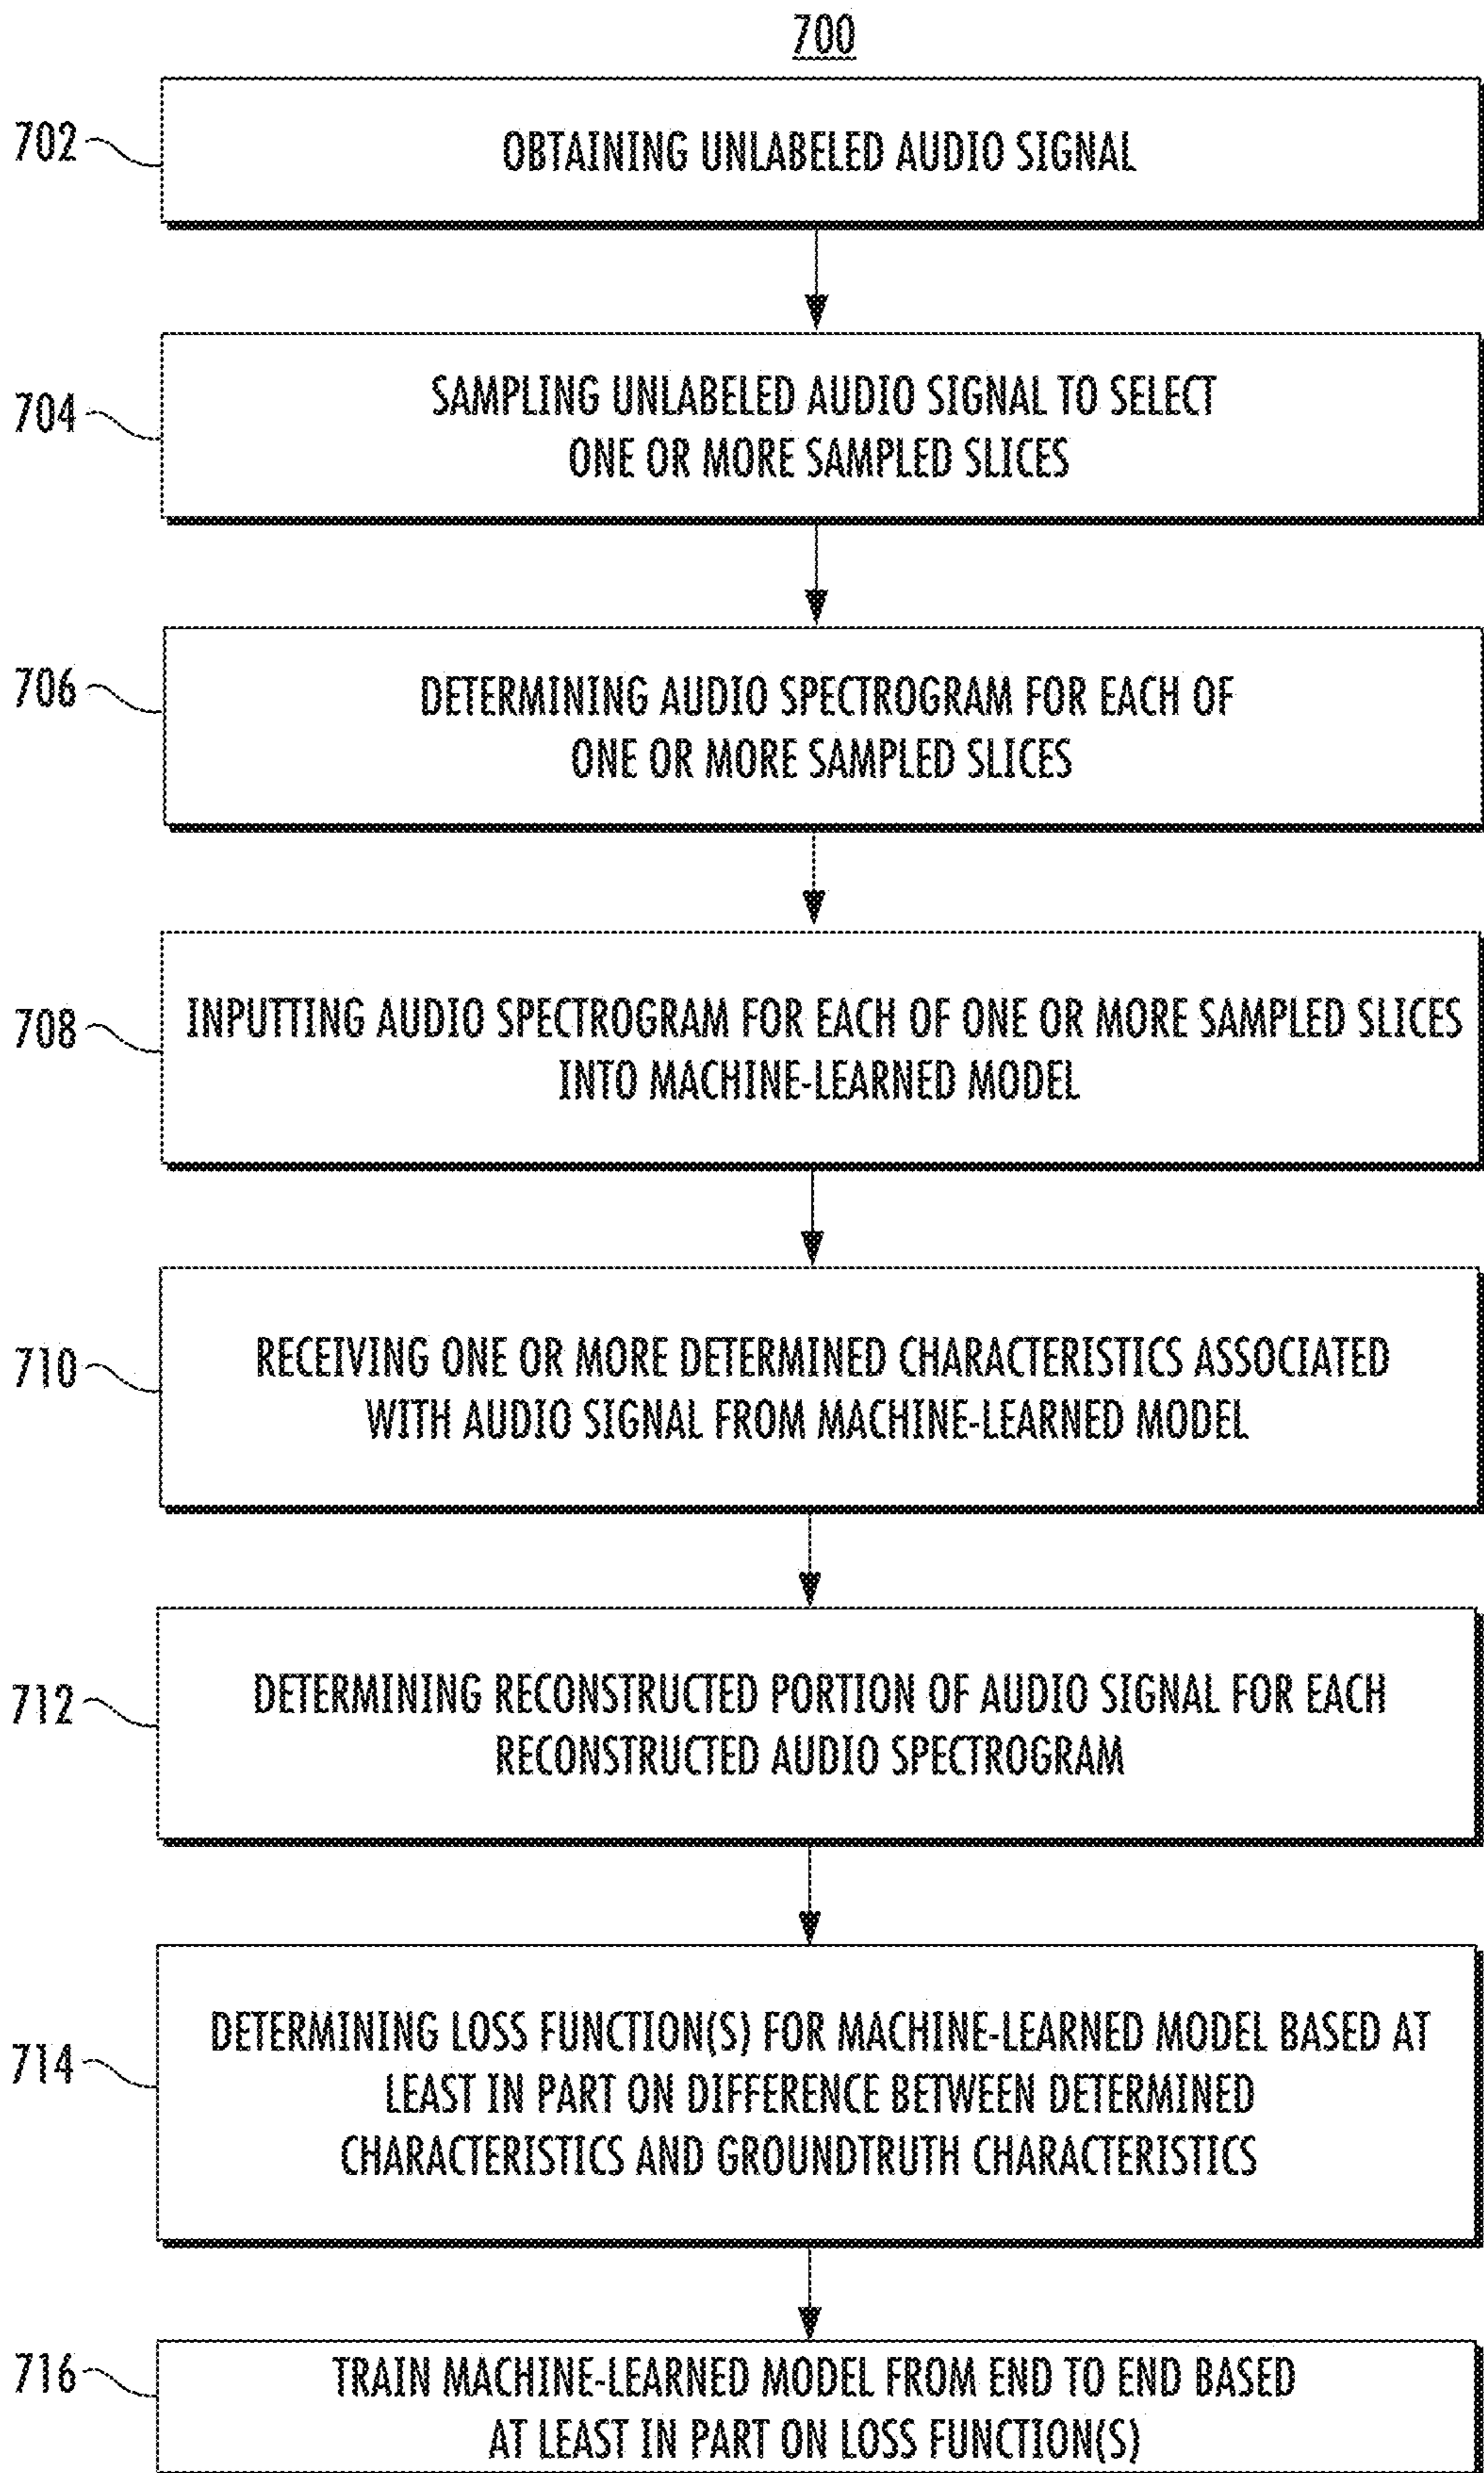 700
702
OBTAINING UNLABELED AUDIO SIGNAL
704
SAMPLING UNLABELED AUDIO SIGNAL TO SELECT
ONE OR MORE SAMPLED SLICES
706
DETERMINING AUDIO SPECTROGRAM FOR EACH OF
ONE OR MORE SAMPLED SLICES
708
INPUTTING AUDIO SPECTROGRAM FOR EACH OF ONE OR MORE SAMPLED SLICES
INTO MACHINE-LEARNED MODEL
710
RECEIVING ONE OR MORE DETERMINED CHARACTERISTICS ASSOCIATED
WITH AUDIO SIGNAL FROM MACHINE-LEARNED MODEL
712
DETERMINING RECONSTRUCTED PORTION OF AUDIO SIGNAL FOR EACH
RECONSTRUCTED AUDIO SPECTROGRAM
714
DETERMINING LOSS FUNCTION(S) FOR MACHINE-LEARNED MODEL BASED AT
LEAST IN PART ON DIFFERENCE BETWEEN DETERMINED
CHARACTERISTICS AND GROUNDTRUTH CHARACTERISTICS
716
TRAIN MACHINE-LEARNED MODEL FROM END TO END BASED
AT LEAST IN PART ON LOSS FUNCTION(S)